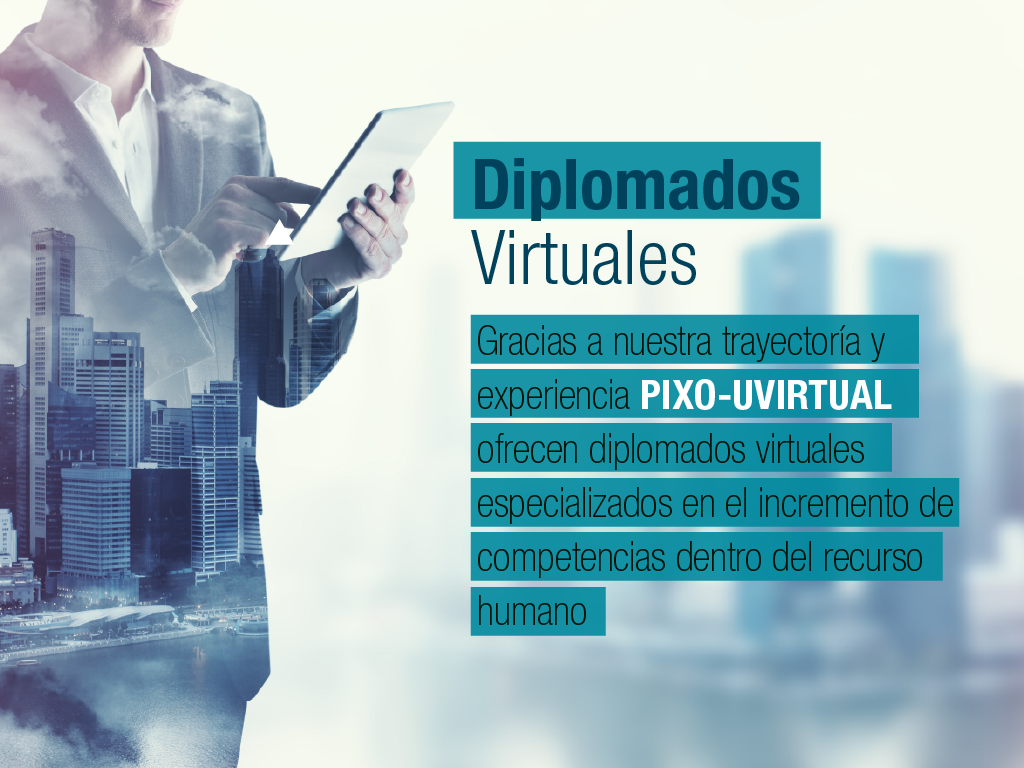 Diplomados
Virtuales
Gracias a nuestra trayectoría y
experiencia PIXO-UVIRTUAL
ofrecen diplomados virtuales
especializados en el incremento de
competencias dentro del recurso
humano